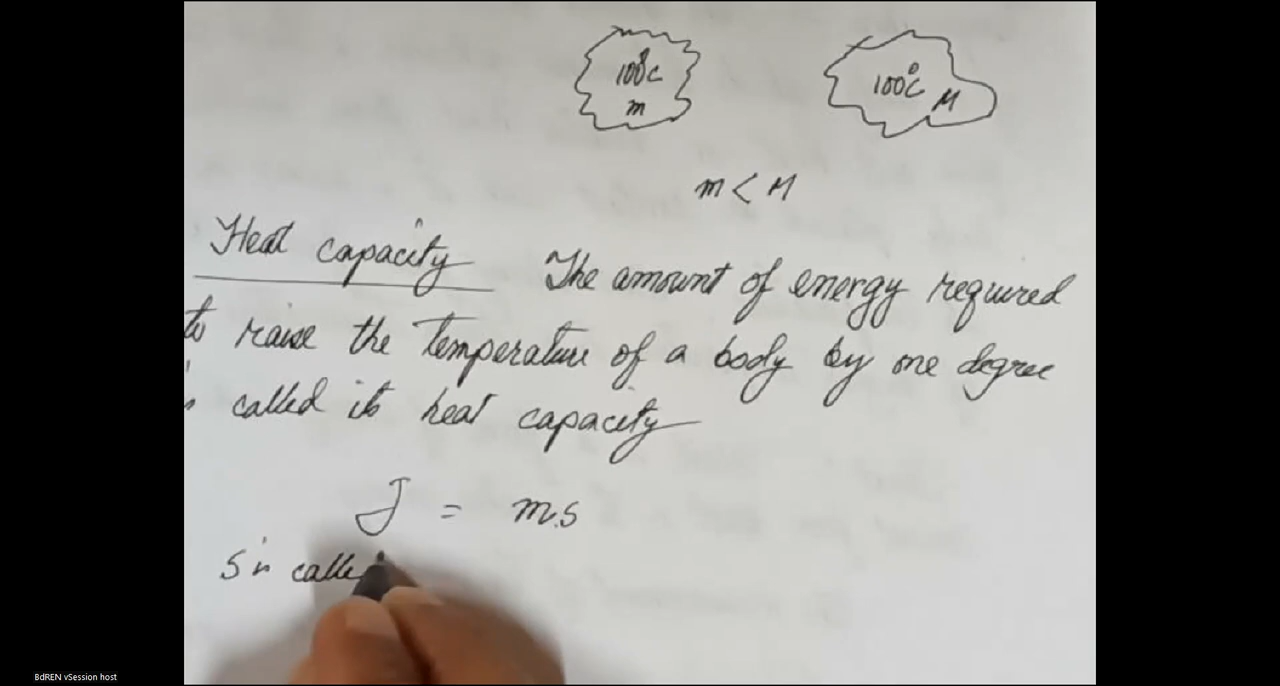 100°C
m
100°C M
m < M
Heat capacity The amount of energy required
to raise the temperature of a body by one degree
called its heat capacity
J = m.s
S is calle
BdREN vSession host